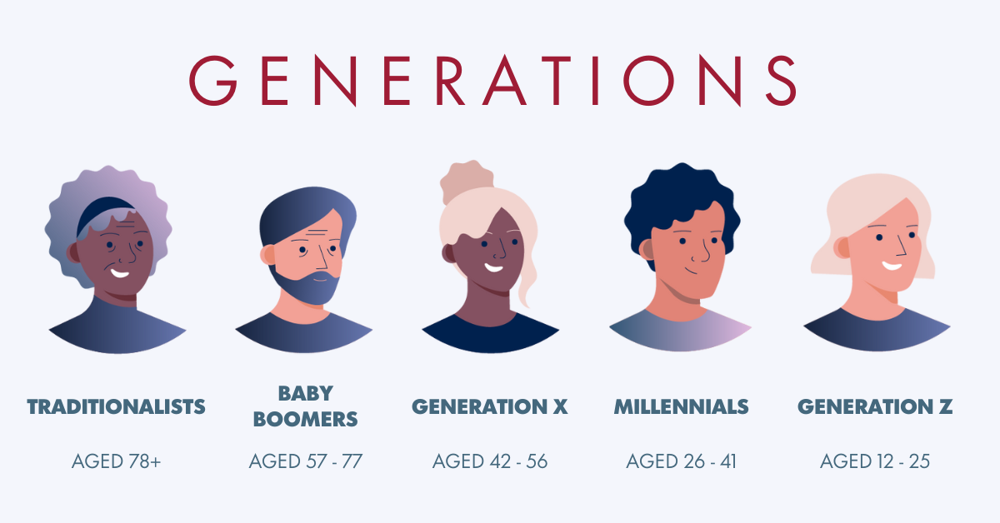 GENERATIONS
TRADITIONALISTS
AGED 78+
BABY
BOOMERS
AGED 57 - 77
GENERATION X
AGED 42 - 56
MILLENNIALS
AGED 26 - 41
GENERATION Z
AGED 12 - 25